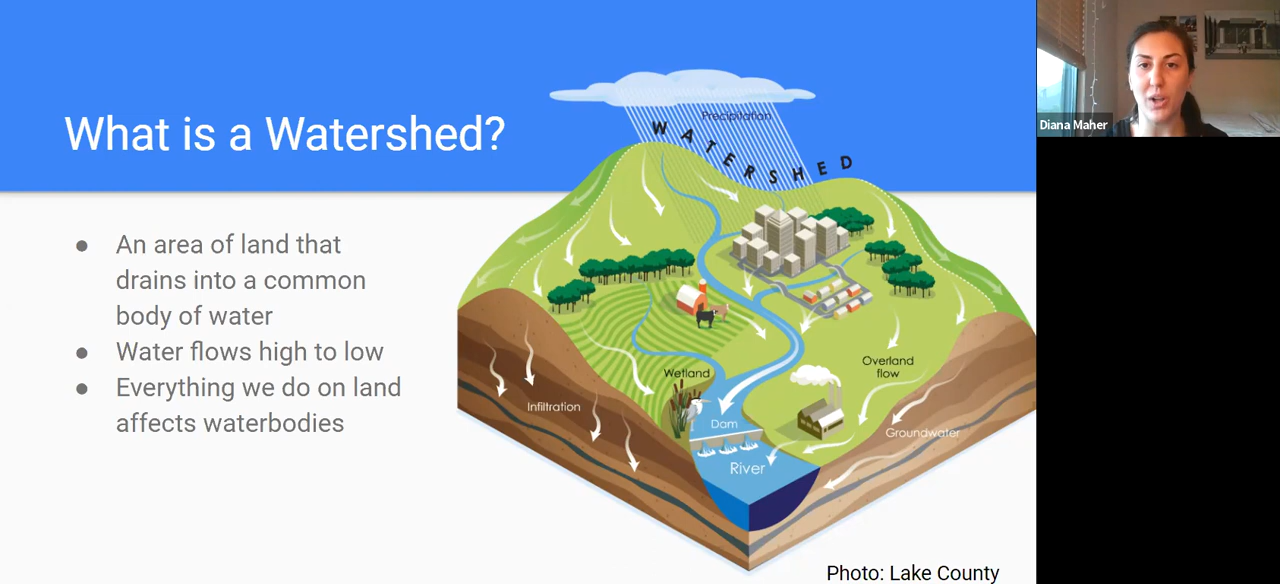 What is a Watershed?
Precipitation
WATERSHED
● An area of land that
drains into a common
body of water
● Water flows high to low
● Everything we do on land
affects waterbodies
Wetland
Overland
flow
Infiltration
Dam
Groundwater
River
Photo: Lake County
Diana Maher